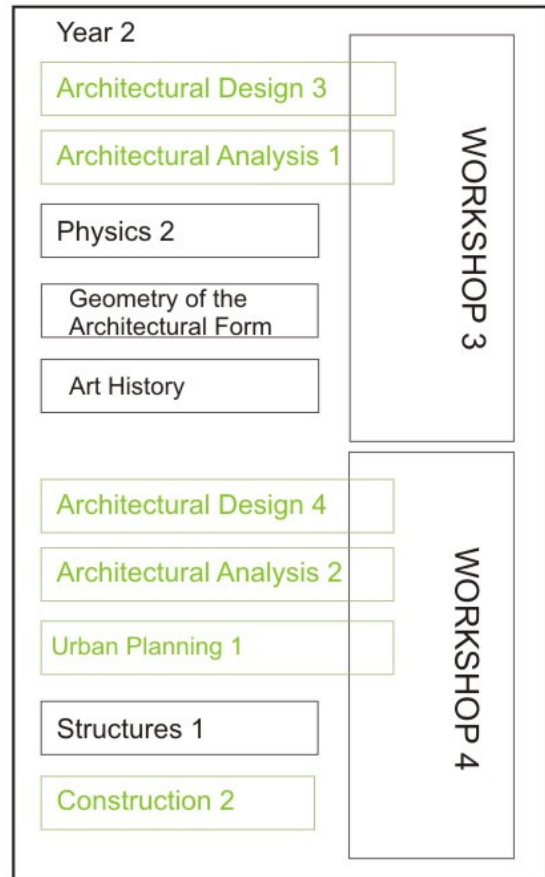 Year 2
Architectural Design 3
Architectural Analysis 1
Physics 2
Geometry of the
Architectural Form
Art History
WORKSHOP 3
Architectural Design 4
Architectural Analysis 2
Urban Planning 1
Structures 1
Construction 2
WORKSHOP 4